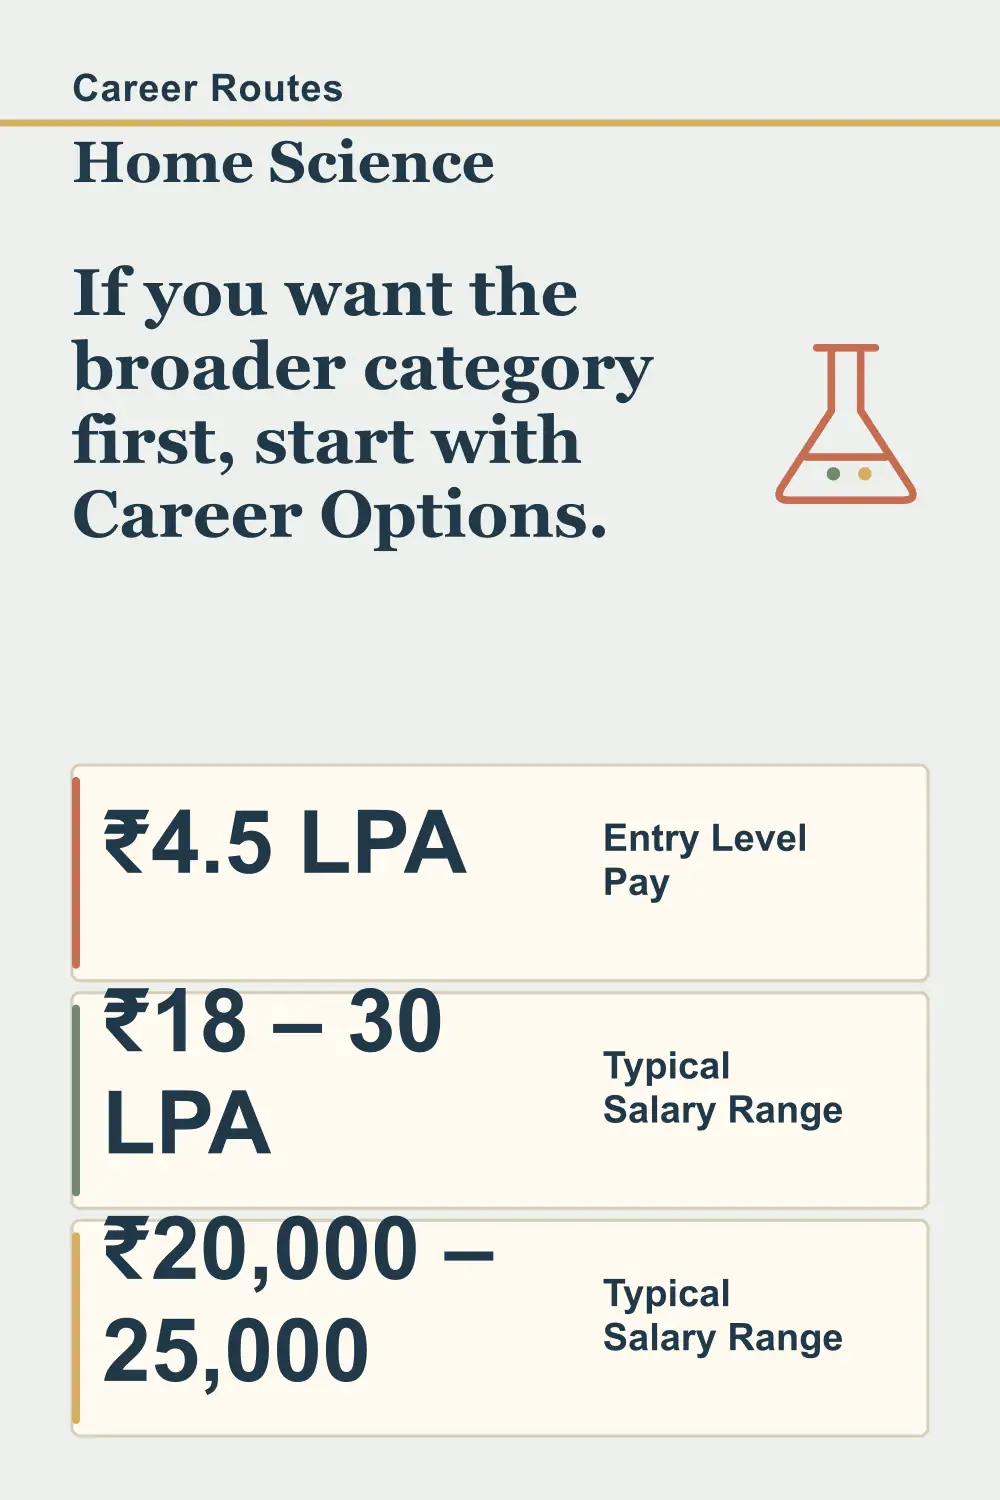 Career Routes
Home Science
If you want the
broader category
first, start with
Career Options.
₹4.5 LPA
Entry Level
Pay
₹18 – 30
LPA
Typical
Salary Range
₹20,000 –
25,000
Typical
Salary Range